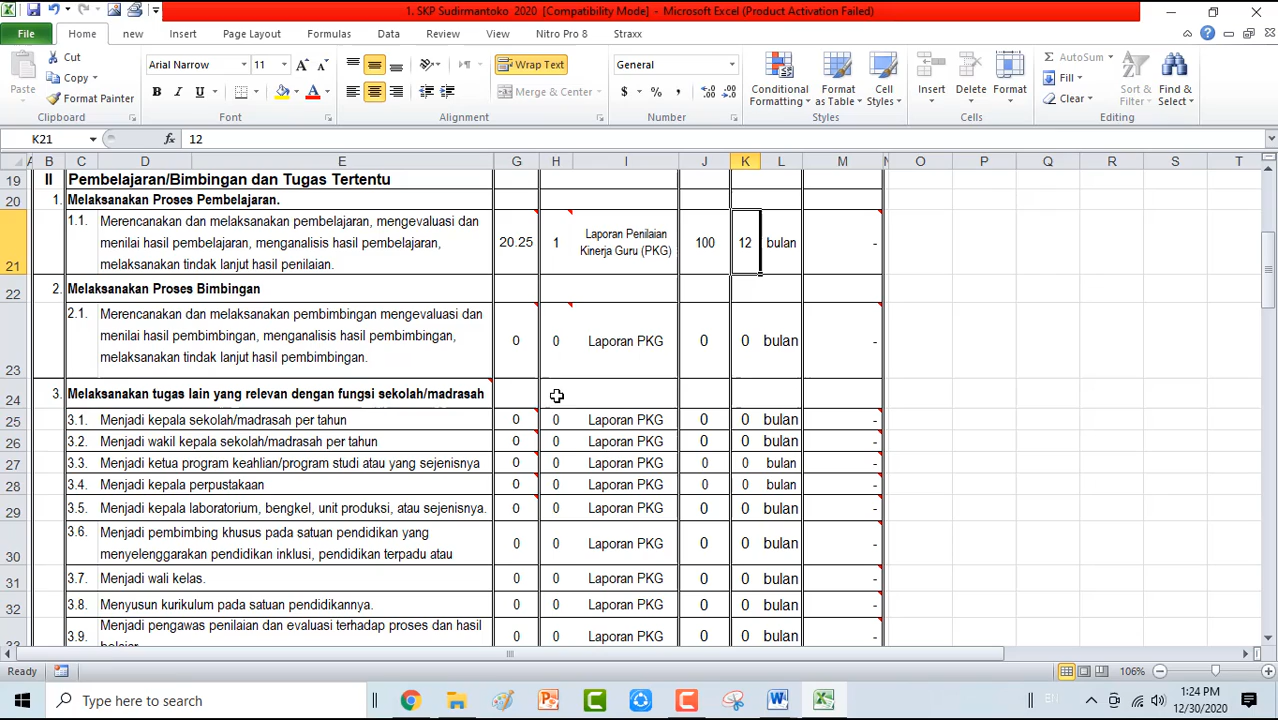 1. SKP Sudirmantoko 2020 [Compatibility Mode] - Microsoft Excel (Product Activation Failed)
File Home new Insert Page Layout Formulas Data Review View Nitro Pro 8 Straxx
Cut
Copy
Format Painter
Paste
Clipboard
Arial Narrow 11
B I U
Font
Wrap Text
Merge & Center
Alignment
General
$ % ,
Number
Conditional Formatting
Format as Table
Cell Styles
Styles
Insert
Delete
Format
Cells
AutoSum
Fill
Clear
Sort & Filter
Find & Select
Editing
K21 fx 12
A B C D E G H I J K L M N O P Q R S T
19 II Pembelajaran/Bimbingan dan Tugas Tertentu
20 1. Melaksanakan Proses Pembelajaran.
21 1.1. Merencanakan dan melaksanakan pembelajaran, mengevaluasi dan
menilai hasil pembelajaran, menganalisis hasil pembelajaran,
melaksanakan tindak lanjut hasil penilaian.
20.25 1 Laporan Penilaian
Kinerja Guru (PKG)
100 12 bulan -
22 2. Melaksanakan Proses Bimbingan
23 2.1. Merencanakan dan melaksanakan pembimbingan mengevaluasi dan
menilai hasil pembimbingan, menganalisis hasil pembimbingan,
melaksanakan tindak lanjut hasil pembimbingan.
0 0 Laporan PKG 0 0 bulan -
24 3. Melaksanakan tugas lain yang relevan dengan fungsi sekolah/madrasah
25 3.1. Menjadi kepala sekolah/madrasah per tahun 0 0 Laporan PKG 0 0 bulan -
26 3.2. Menjadi wakil kepala sekolah/madrasah per tahun 0 0 Laporan PKG 0 0 bulan -
27 3.3. Menjadi ketua program keahlian/program studi atau yang sejenisnya 0 0 Laporan PKG 0 0 bulan -
28 3.4. Menjadi kepala perpustakaan 0 0 Laporan PKG 0 0 bulan -
29 3.5. Menjadi kepala laboratorium, bengkel, unit produksi, atau sejenisnya. 0 0 Laporan PKG 0 0 bulan -
30 3.6. Menjadi pembimbing khusus pada satuan pendidikan yang
menyelenggarakan pendidikan inklusi, pendidikan terpadu atau
0 0 Laporan PKG 0 0 bulan -
31 3.7. Menjadi wali kelas. 0 0 Laporan PKG 0 0 bulan -
32 3.8. Menyusun kurikulum pada satuan pendidikannya. 0 0 Laporan PKG 0 0 bulan -
3.9. Menjadi pengawas penilaian dan evaluasi terhadap proses dan hasil
0 0 Laporan PKG 0 0 bulan -
Ready 106%
Type here to search
EN
1:24 PM
12/30/2020